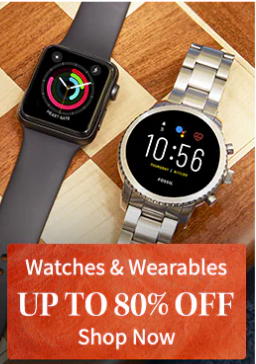 HEART RATE
10:56
FOSSIL
Watches & Wearables
UP TO 80% OFF
Shop Now